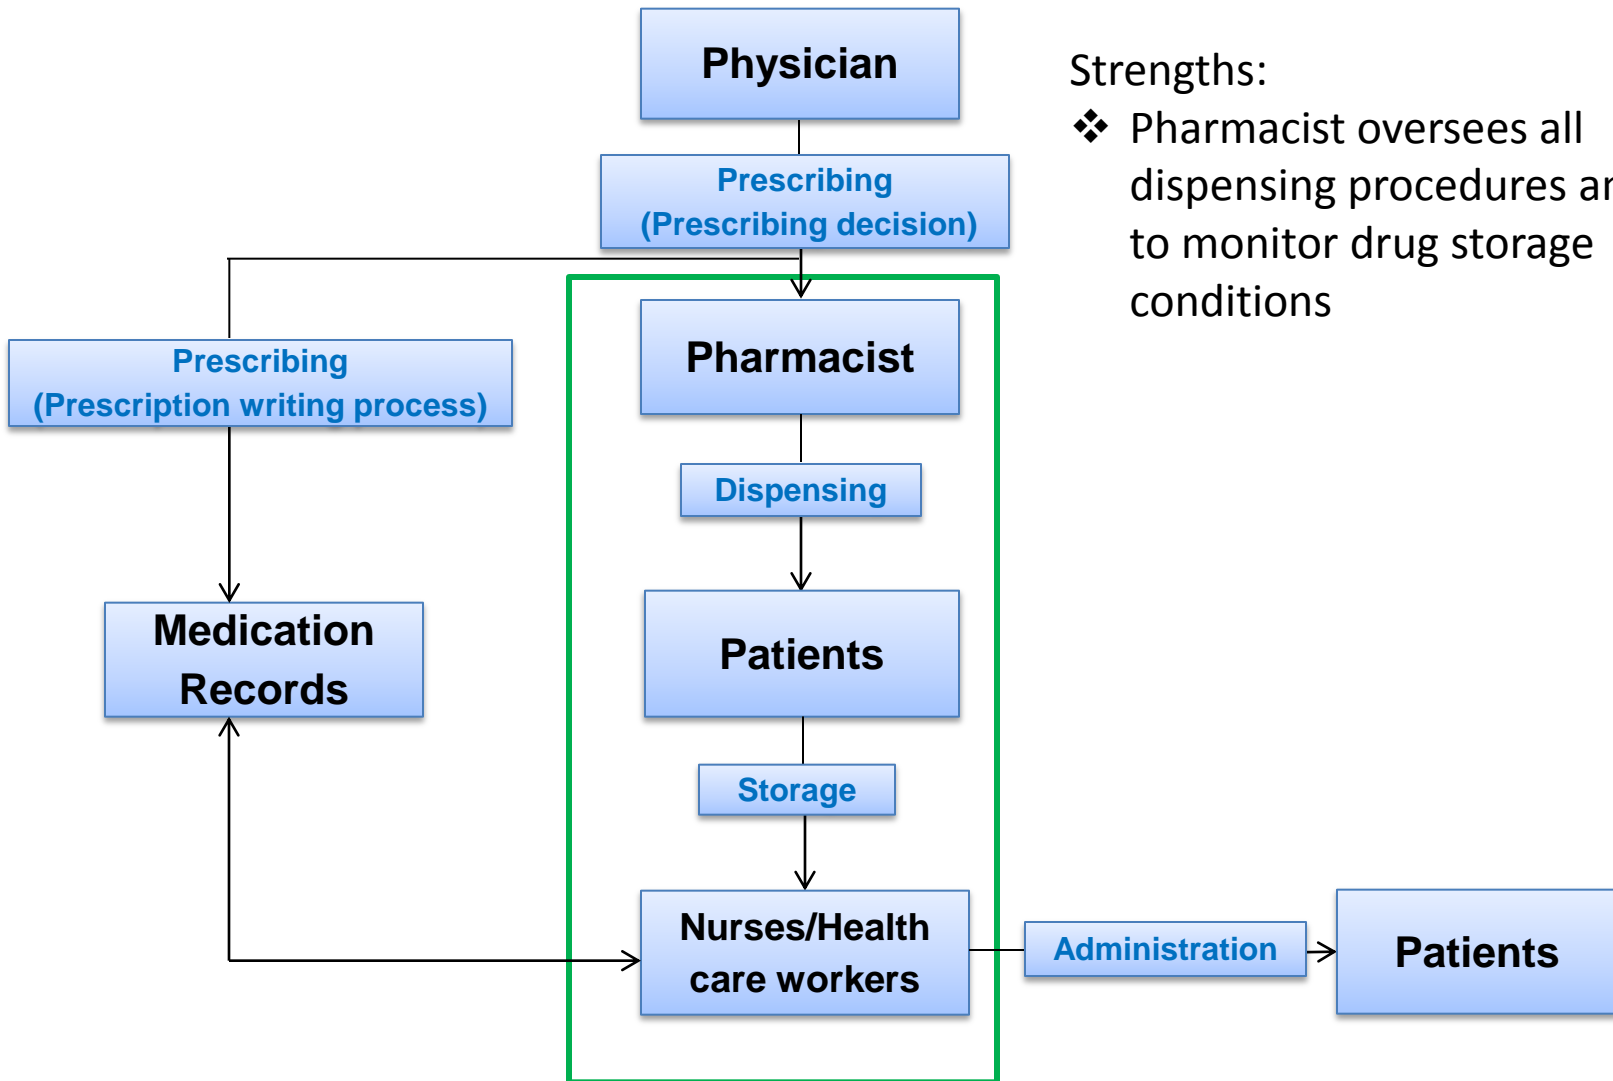 Physician
Strengths:
❖ Pharmacist oversees all
dispensing procedures
to monitor drug storage
conditions
Prescribing
(Prescribing decision)
Pharmacist
Prescribing
(Prescription writing process)
Dispensing
Medication
Records
Patients
Storage
Nurses/Health
care workers
Administration
Patients